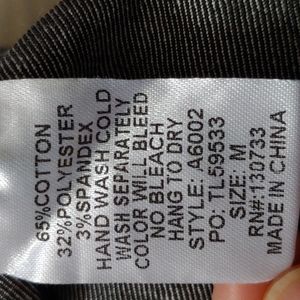 65%COTTON
32%POLYESTER
3%SPANDEX
HAND WASH COLD
WASH SEPARATELY
COLOR WILL BLEED
NO BLEACH
HANG TO DRY
STYLE: A6002
PO: TL59533
SIZE: M
RN#130733
MADE IN CHINA